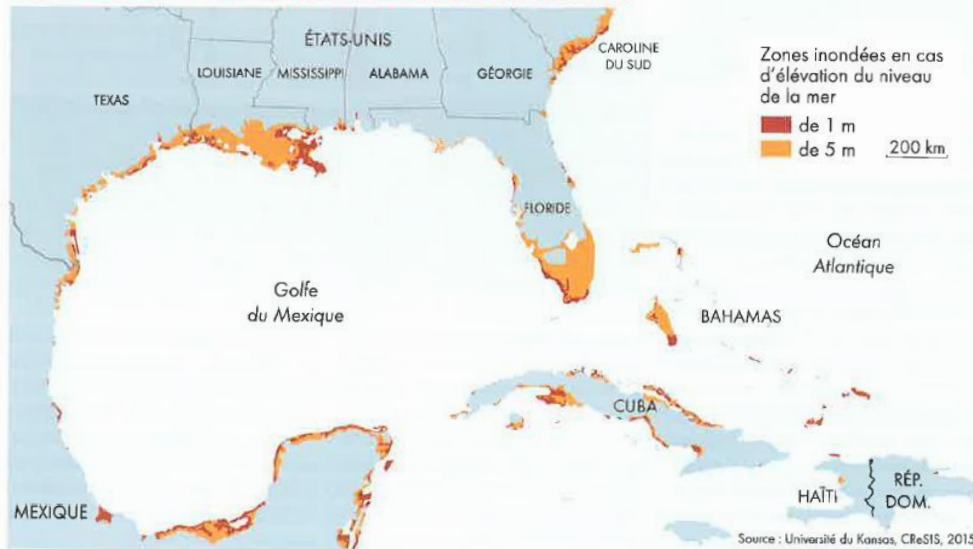 ÉTATS-UNIS
CAROLINE
DU SUD
LOUISIANE
MISSISSIPPI
ALABAMA
GÉORGIE
TEXAS
Zones inondées en cas
d'élévation du niveau
de la mer
de 1 m
de 5 m
200 km
FLORIDE
Océan
Atlantique
Golfe
du Mexique
BAHAMAS
CUBA
MEXIQUE
HAÏTI
RÉP.
DOM.
Source : Université du Kansas, CReSIS, 2015